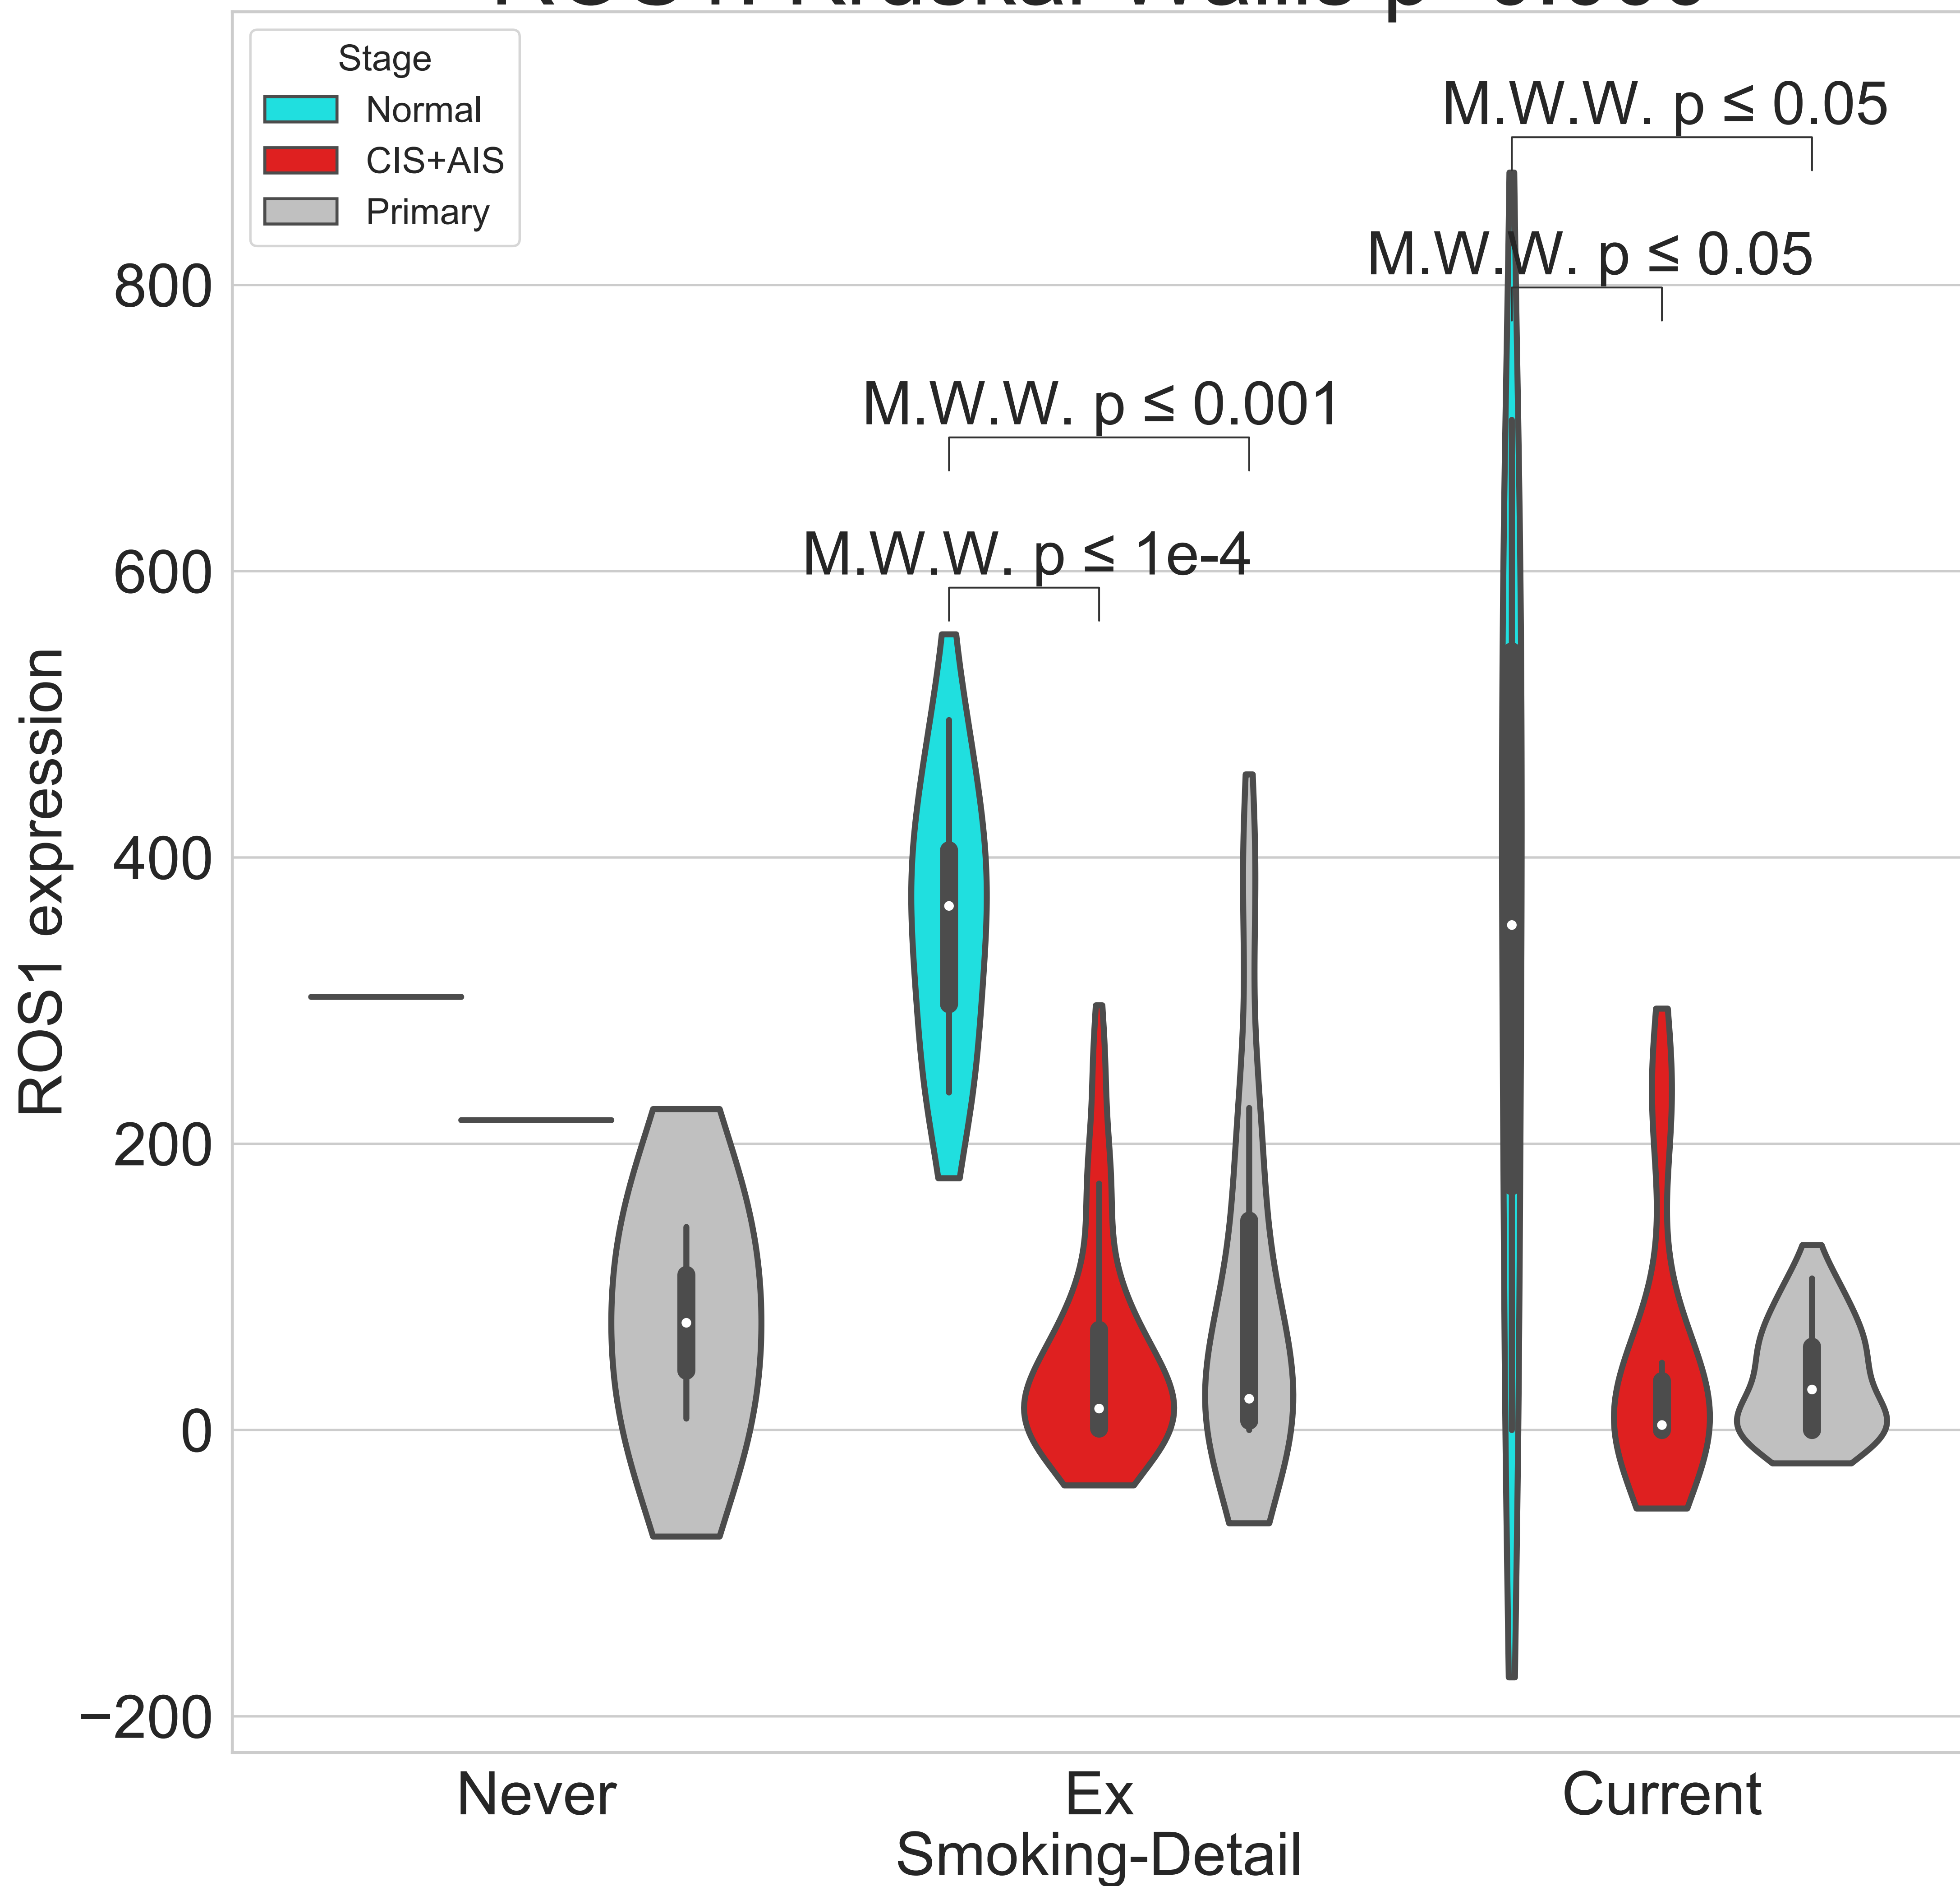 Stage
Normal
CIS+AIS
Primary
M.W.W. p ≤ 0.05
M.W.W. p ≤ 0.05
M.W.W. p ≤ 0.001
M.W.W. p ≤ 1e-4
800
600
400
200
0
−200
ROS1 expression
Never
Ex
Current
Smoking-Detail